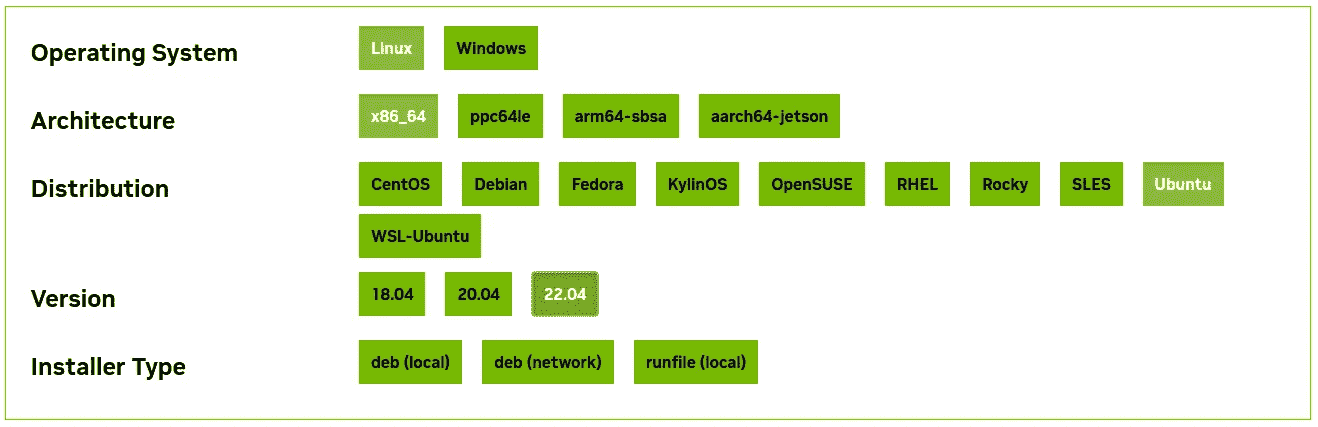 Operating System Linux Windows
Architecture x86_64 ppc64le arm64-sbsa aarch64-jetson
Distribution CentOS Debian Fedora KylinOS OpenSUSE RHEL Rocky SLES Ubuntu
WSL-Ubuntu
Version 18.04 20.04 22.04
Installer Type deb (local) deb (network) runfile (local)